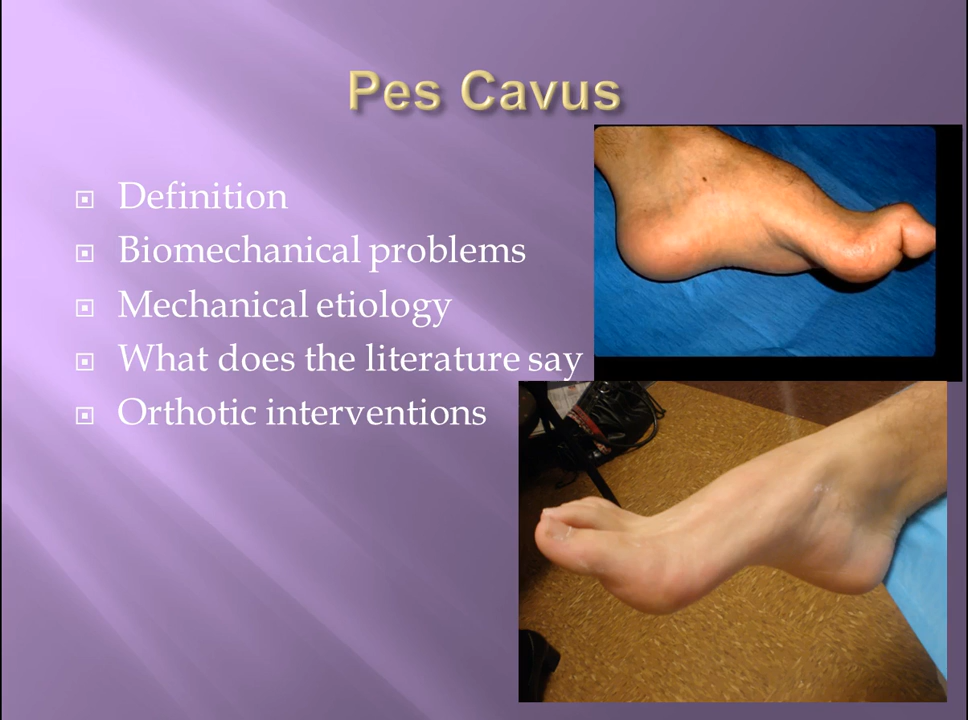 Pes Cavus
Definition
Biomechanical problems
Mechanical etiology
What does the literature say
Orthotic interventions